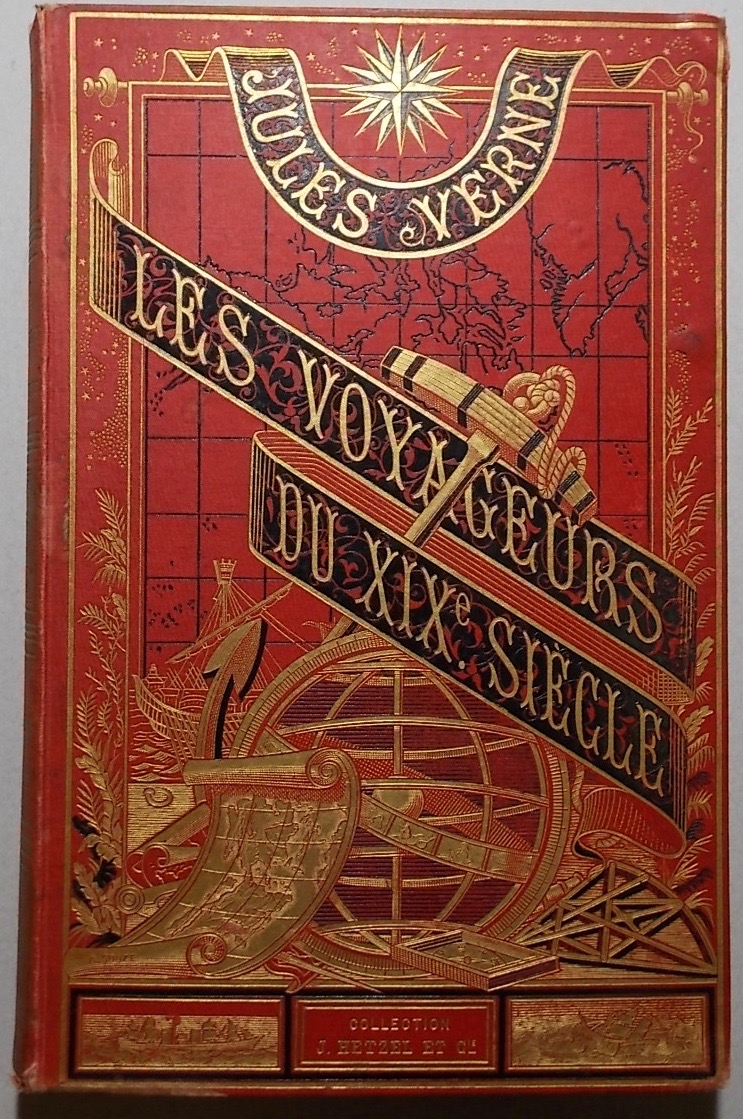 JULES VERNE
LES VOYAGEURS
DU XIXe. SIÈCLE
COLLECTION
J. HETZEL ET Cie